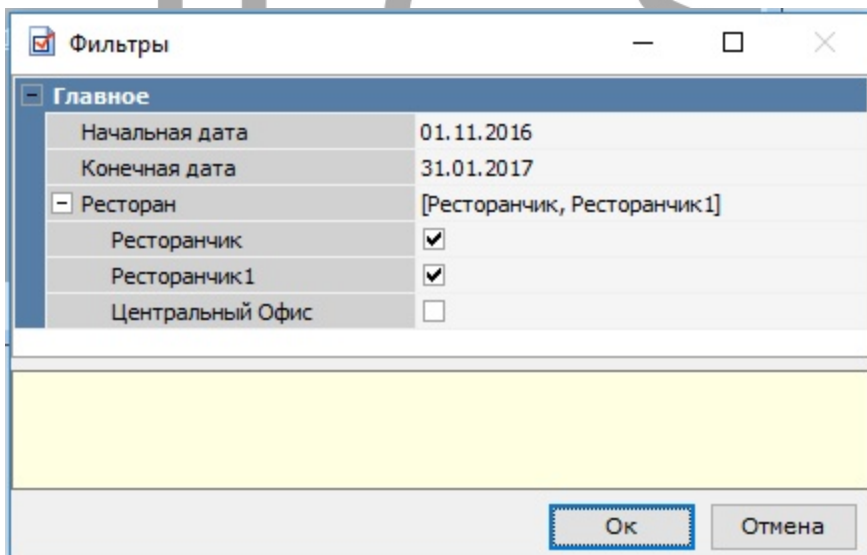 Фильтры
Главное
Начальная дата 01.11.2016
Конечная дата 31.01.2017
Ресторан [Ресторанчик, Ресторанчик1]
Ресторанчик
Ресторанчик1
Центральный Офис
Ок Отмена